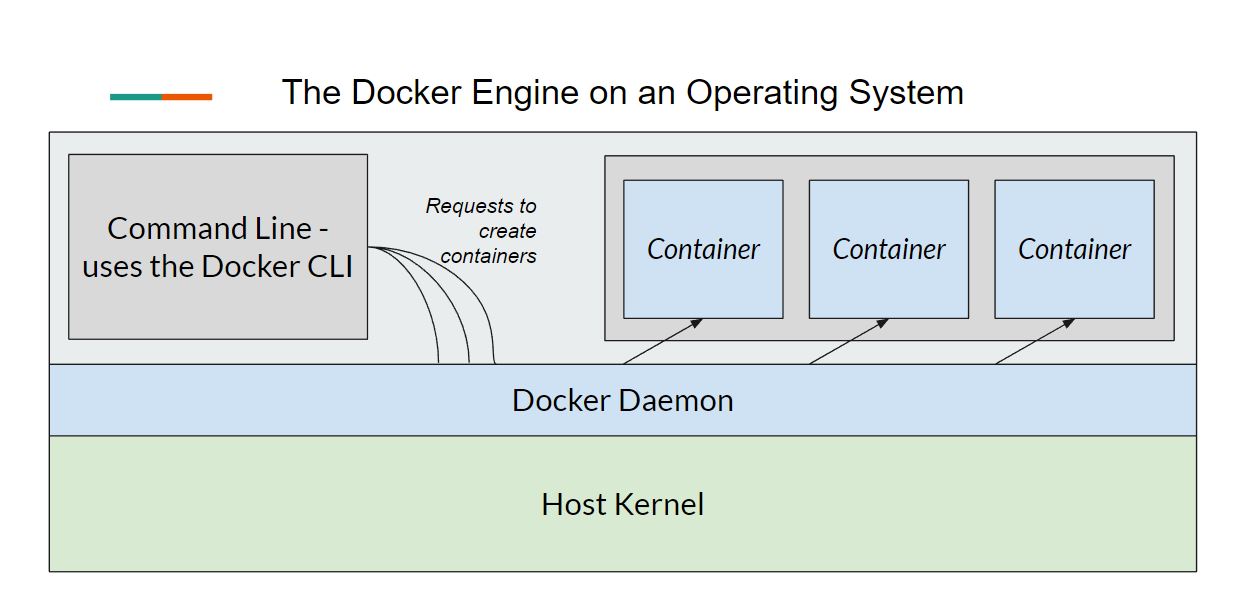 The Docker Engine on an Operating System
Command Line -
uses the Docker CLI
Requests to
create
containers
Container
Container
Container
Docker Daemon
Host Kernel